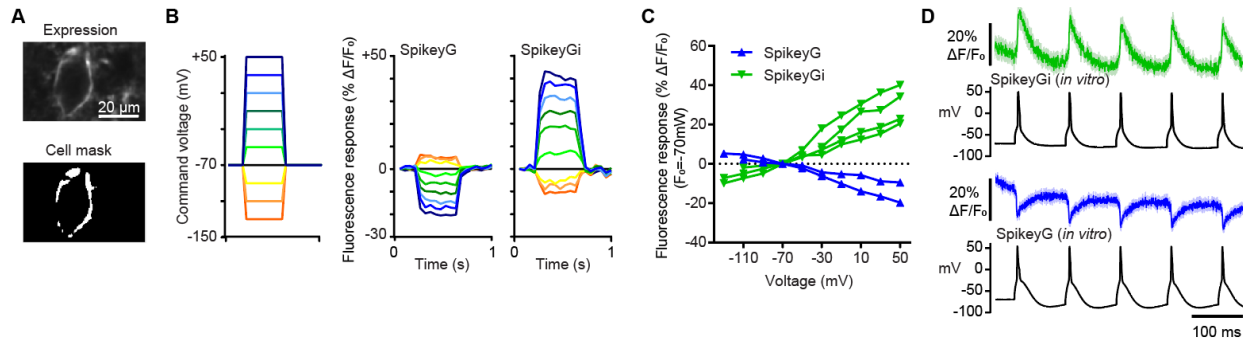 A
Expression
20 µm
Cell mask
B
Command voltage (mV)
+50
-70
-150
Fluorescence response (% ΔF/F₀)
+50
0
-30
SpikeyG
0
1
Time (s)
SpikeyGi
0
1
Time (s)
C
Fluorescence response (% ΔF/F₀)
(F₀=-70mW)
60
40
20
0
-20
-40
SpikeyG
SpikeyGi
-110
-70
-30
10
50
Voltage (mV)
D
20%
ΔF/F₀
SpikeyGi (in vitro)
mV
50
0
-50
-100
20%
ΔF/F₀
SpikeyG (in vitro)
mV
50
0
-50
-100
100 ms